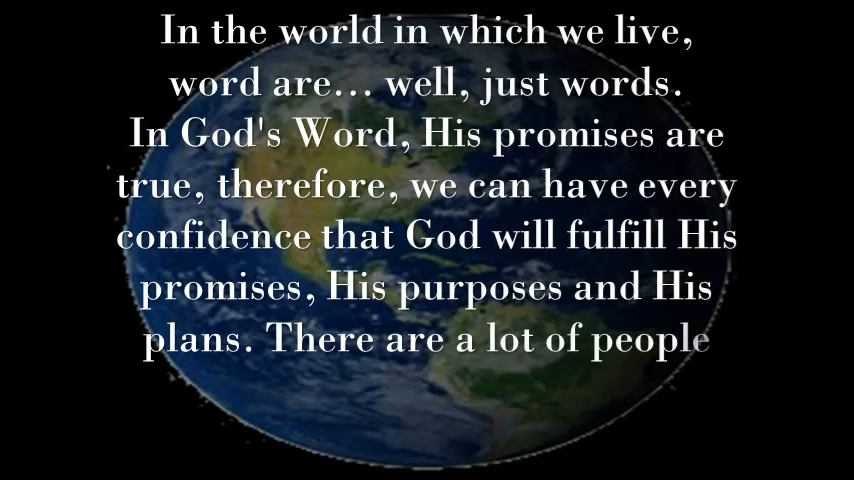 In the world in which we live,
word are... well, just words.
In God's Word, His promises are
true, therefore, we can have every
confidence that God will fulfill His
promises, His purposes and His
plans. There are a lot of people